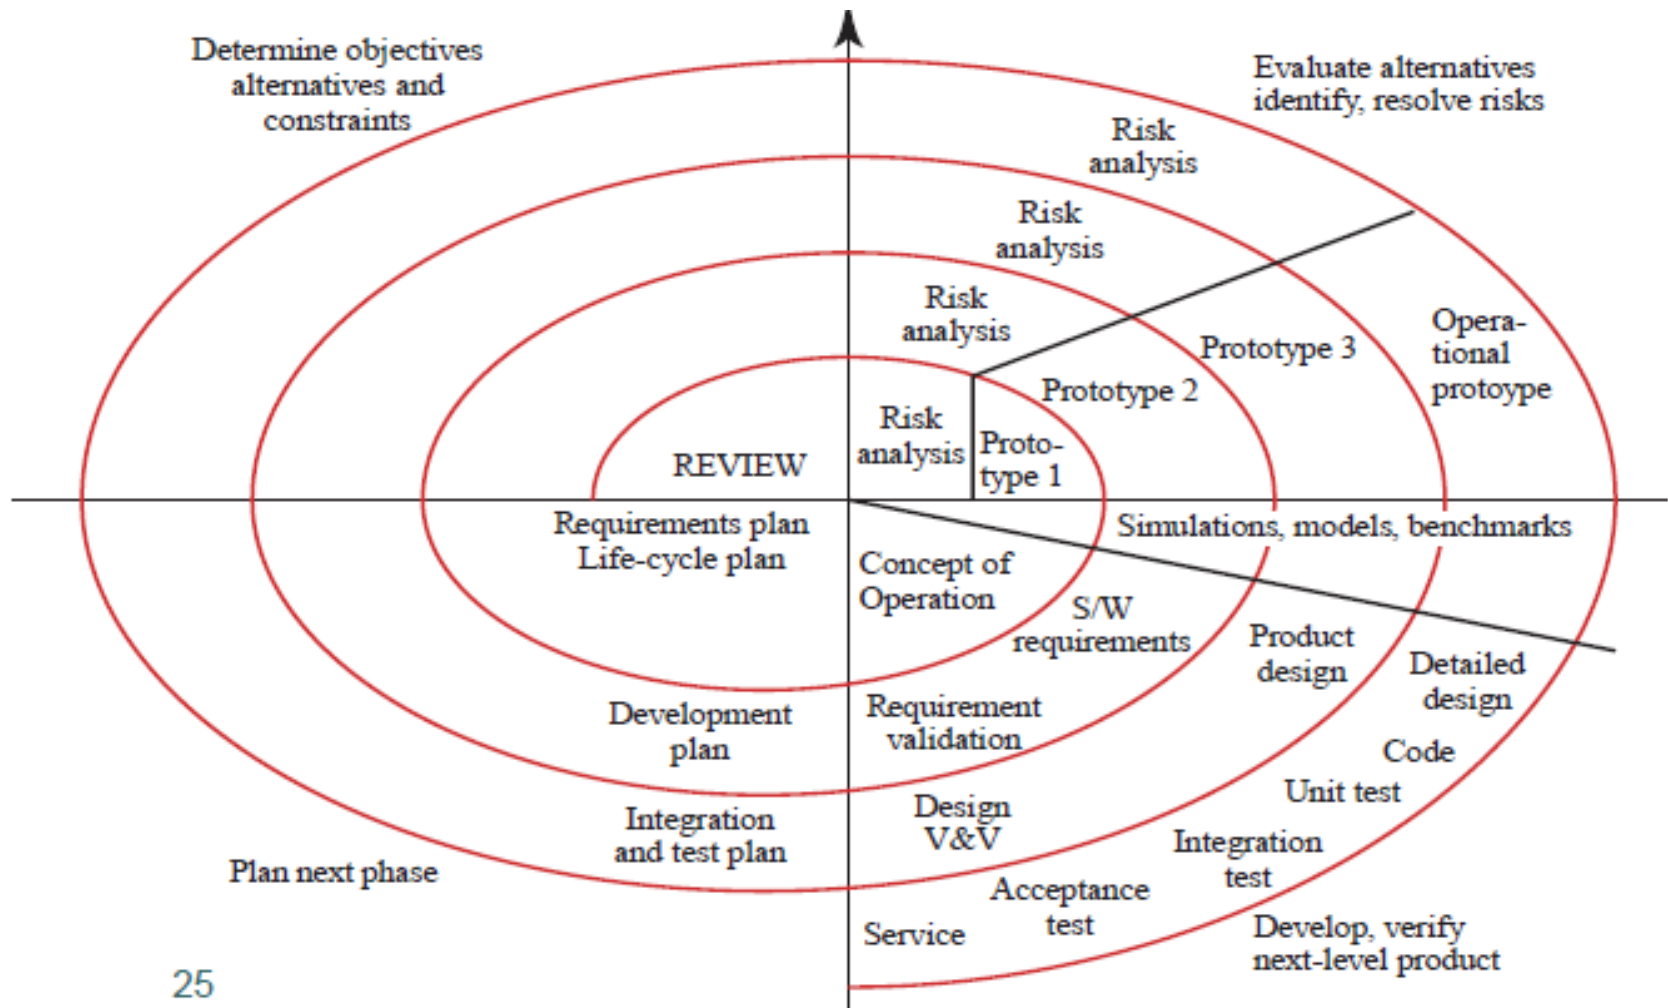 Determine objectives
alternatives and
constraints
Evaluate alternatives
identify, resolve risks
Risk
analysis
Risk
analysis
Risk
analysis
Risk
analysis
Proto-
type 1
Prototype 2
Prototype 3
Opera-
tional
protoype
REVIEW
Requirements plan
Life-cycle plan
Simulations, models, benchmarks
Concept of
Operation
S/W
requirements
Product
design
Detailed
design
Development
plan
Requirement
validation
Code
Unit test
Integration
and test plan
Design
V&V
Integration
test
Plan next phase
Acceptance
test
Service
Develop, verify
next-level product
25